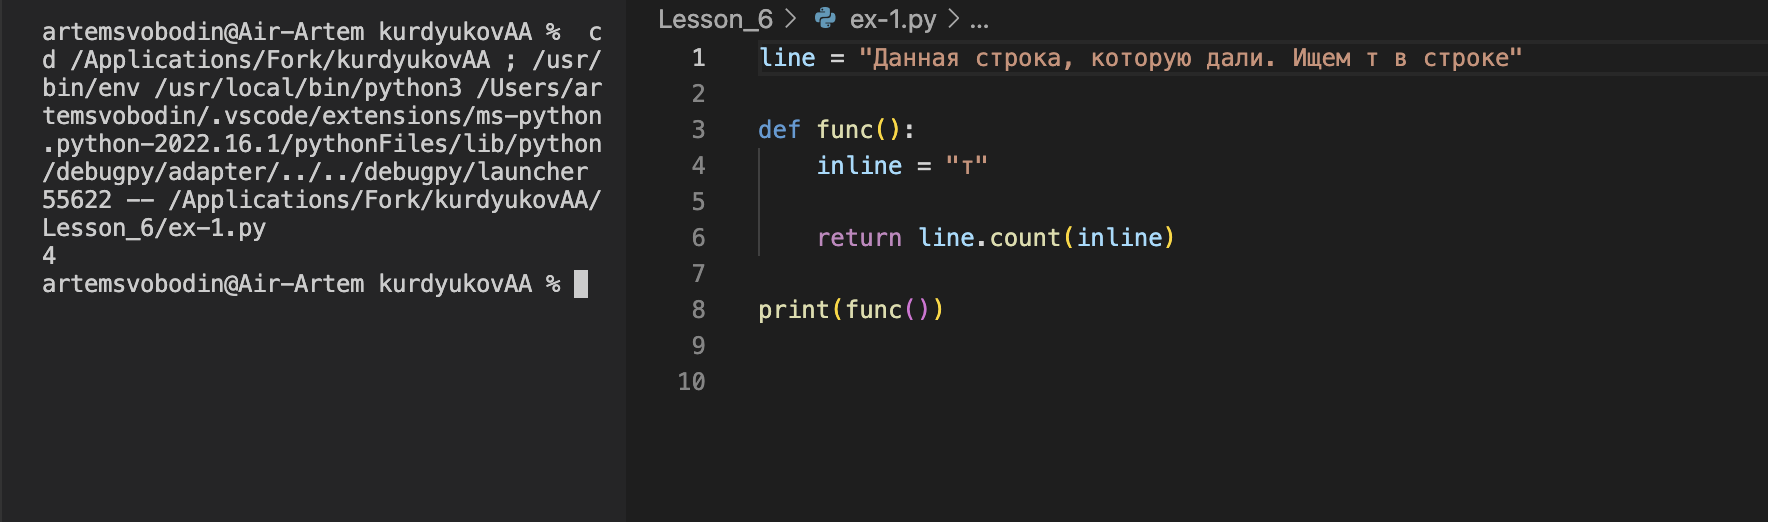 artemsvobodin@Air-Artem kurdyukovAA %  c
d /Applications/Fork/kurdyukovAA ; /usr/
bin/env /usr/local/bin/python3 /Users/ar
temsvobodin/.vscode/extensions/ms-python
.python-2022.16.1/pythonFiles/lib/python
/debugpy/adapter/../../debugpy/launcher
55622 -- /Applications/Fork/kurdyukovAA/
Lesson_6/ex-1.py
4
artemsvobodin@Air-Artem kurdyukovAA %
Lesson_6 > ex-1.py > ...
1 line = "Данная строка, которую дали. Ищем т в строке"
2
3 def func():
4     inline = "т"
5
6     return line.count(inline)
7
8 print(func())
9
10